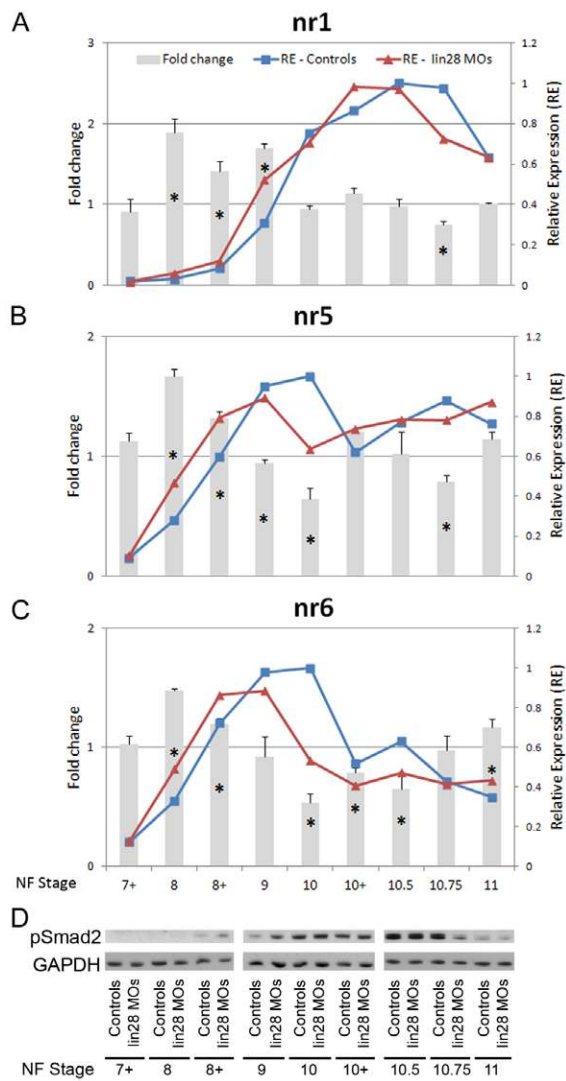 A
nr1
Fold change
RE - Controls
RE - lin28 MOs
3
2
1
0
Fold change
1.2
1
0.8
0.6
0.4
0.2
0
Relative Expression (RE)
*
*
*
*
B
nr5
2
1
0
Fold change
1.2
1
0.8
0.6
0.4
0.2
0
Relative Expression (RE)
*
*
*
*
*
C
nr6
2
1
0
Fold change
1.2
1
0.8
0.6
0.4
0.2
0
Relative Expression (RE)
*
*
*
*
*
*
NF Stage 7+ 8 8+ 9 10 10+ 10.5 10.75 11
D
pSmad2
GAPDH
Controls
lin28 MOs
Controls
lin28 MOs
Controls
lin28 MOs
Controls
lin28 MOs
Controls
lin28 MOs
Controls
lin28 MOs
Controls
lin28 MOs
Controls
lin28 MOs
Controls
lin28 MOs
NF Stage 7+ 8 8+ 9 10 10+ 10.5 10.75 11